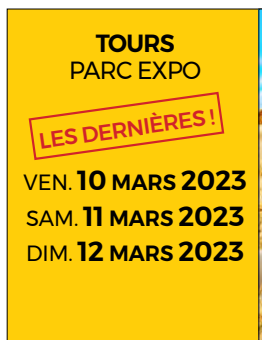 TOURS
PARC EXPO
LES DERNIÈRES !
VEN. 10 MARS 2023
SAM. 11 MARS 2023
DIM. 12 MARS 2023